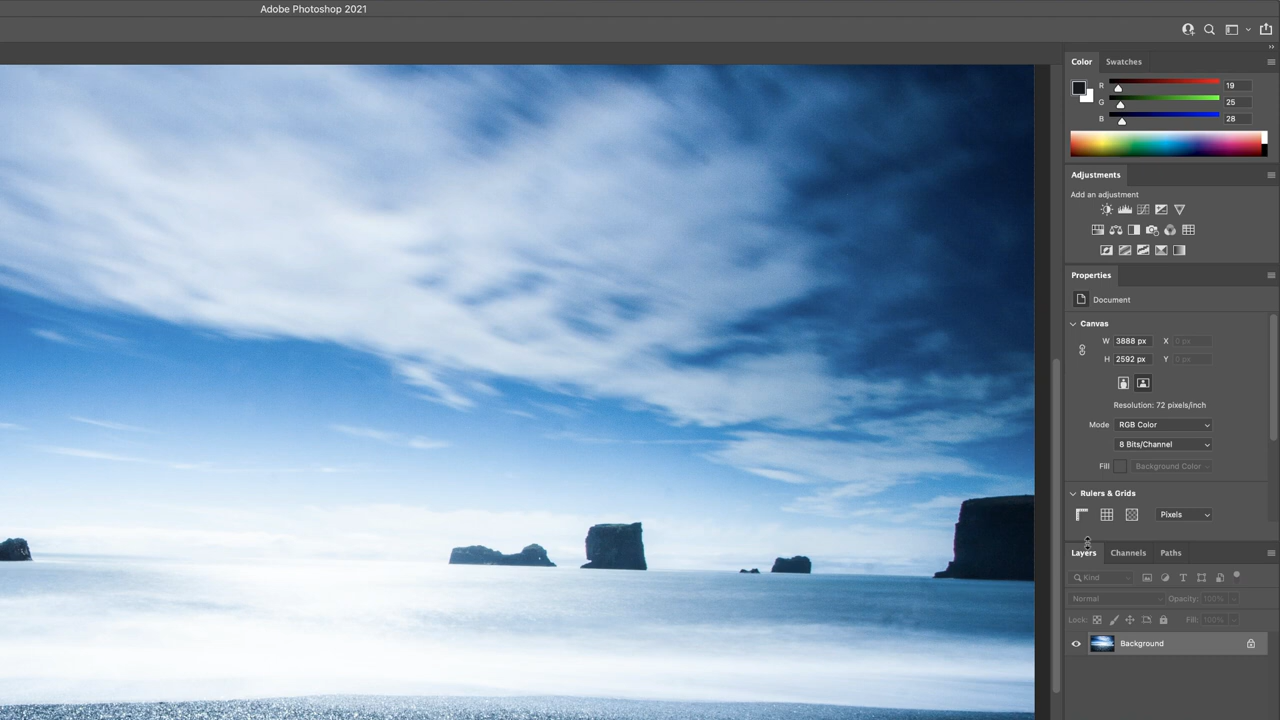 Adobe Photoshop 2021
Color Swatches
R 19
G 25
B 28
Adjustments
Add an adjustment
Properties
Document
Canvas
W 3888 px X 0 px
H 2592 px Y 0 px
Resolution: 72 pixels/inch
Mode RGB Color
8 Bits/Channel
Fill Background Color
Rulers & Grids
Pixels
Layers Channels Paths
Kind
Normal Opacity: 100%
Lock: Fill: 100%
Background